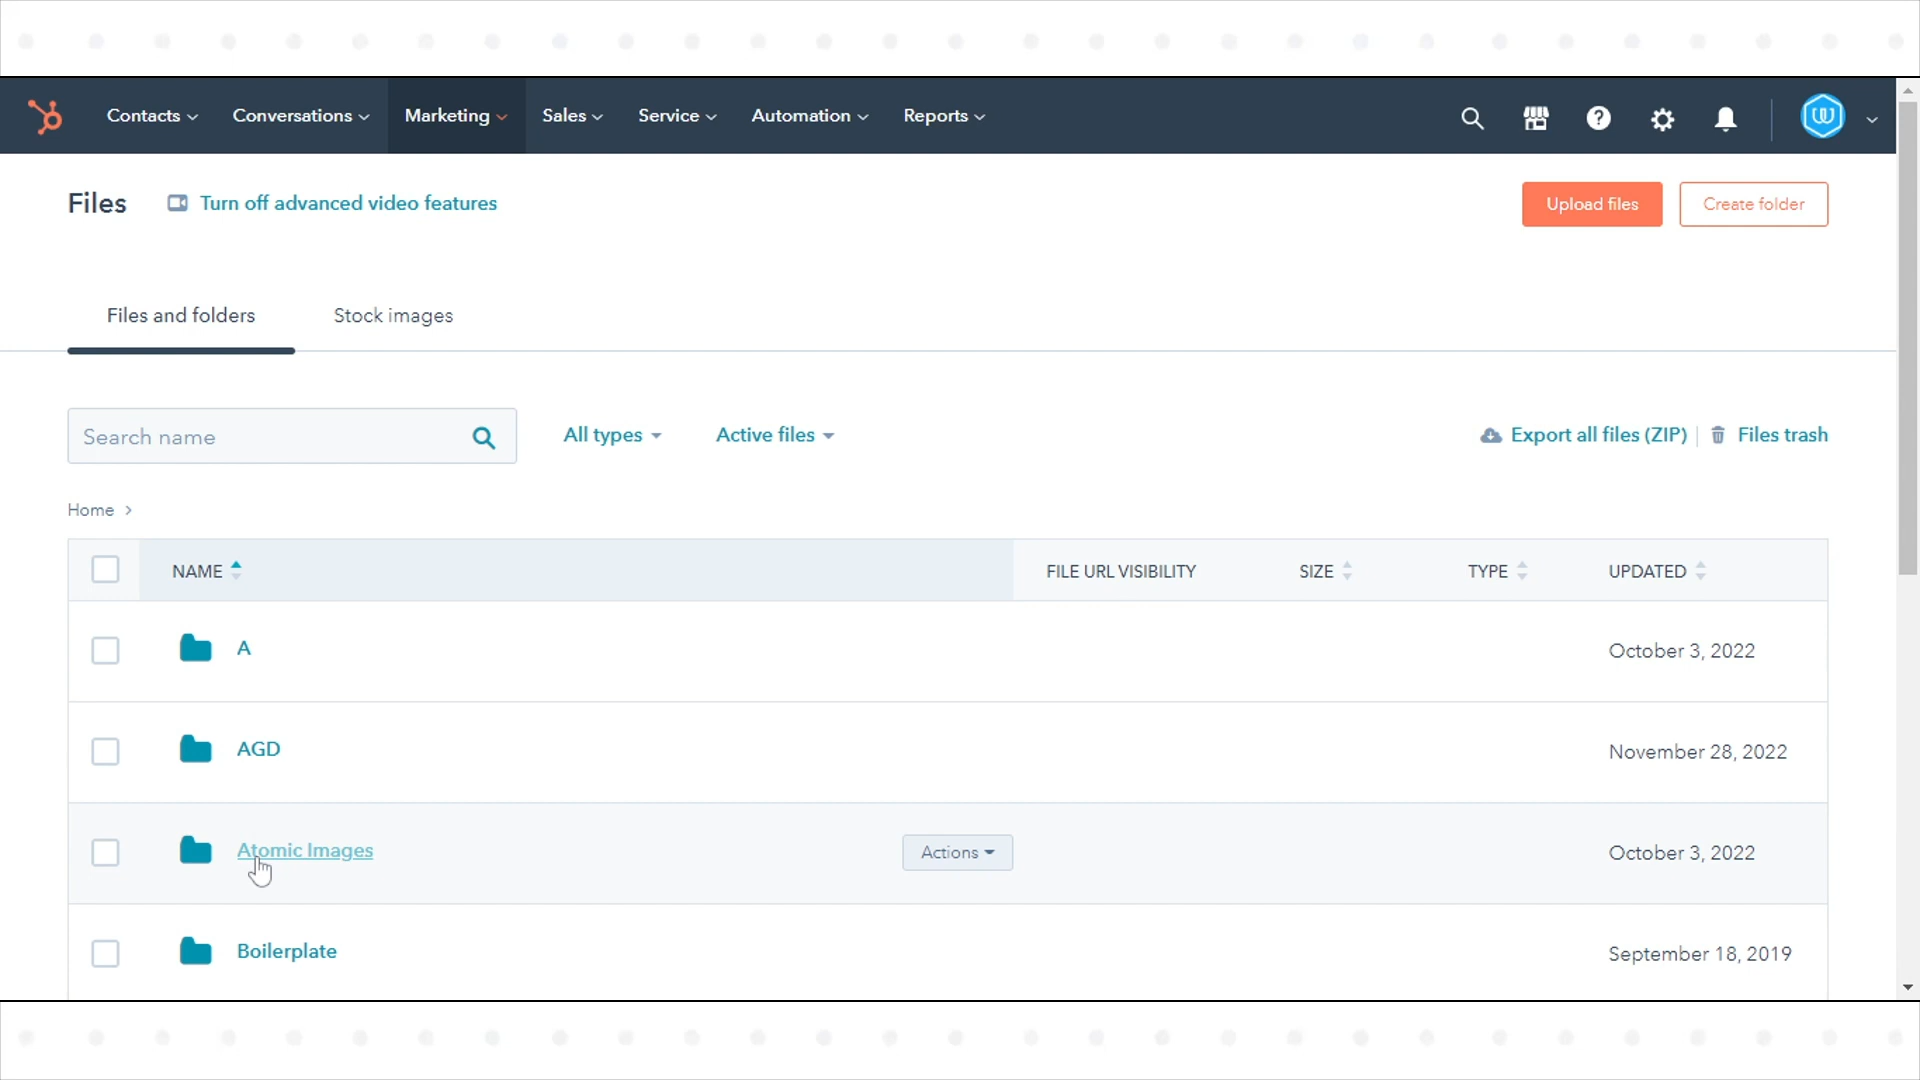 Contacts Conversations Marketing Sales Service Automation Reports
Files Turn off advanced video features Upload files Create folder
Files and folders Stock images
Search name All types Active files Export all files (ZIP) Files trash
Home >
NAME FILE URL VISIBILITY SIZE TYPE UPDATED
A October 3, 2022
AGD November 28, 2022
Atomic Images Actions October 3, 2022
Boilerplate September 18, 2019